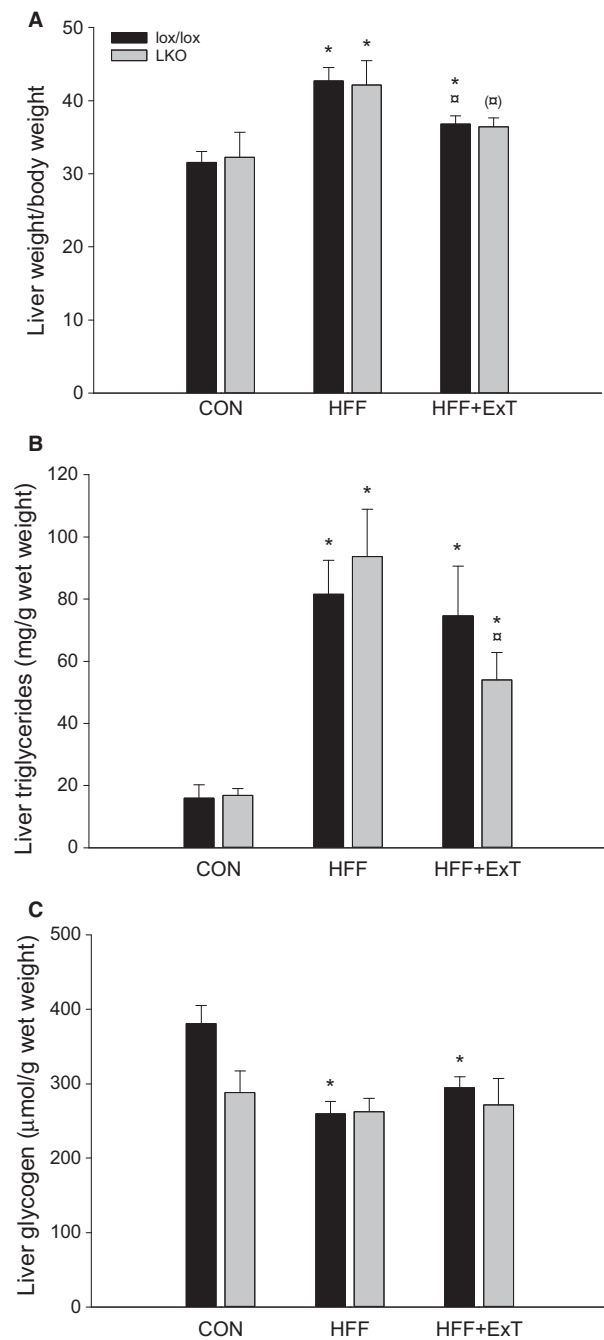 A
50
lox/lox
LKO
* *
*
¤ (¤)
40
30
20
10
0
Liver weight/body weight
CON HFF HFF+ExT
B
120
*
* *
*
¤
100
80
60
40
20
0
Liver triglycerides (mg/g wet weight)
CON HFF HFF+ExT
C
500
400
* *
300
200
100
0
Liver glycogen (µmol/g wet weight)
CON HFF HFF+ExT